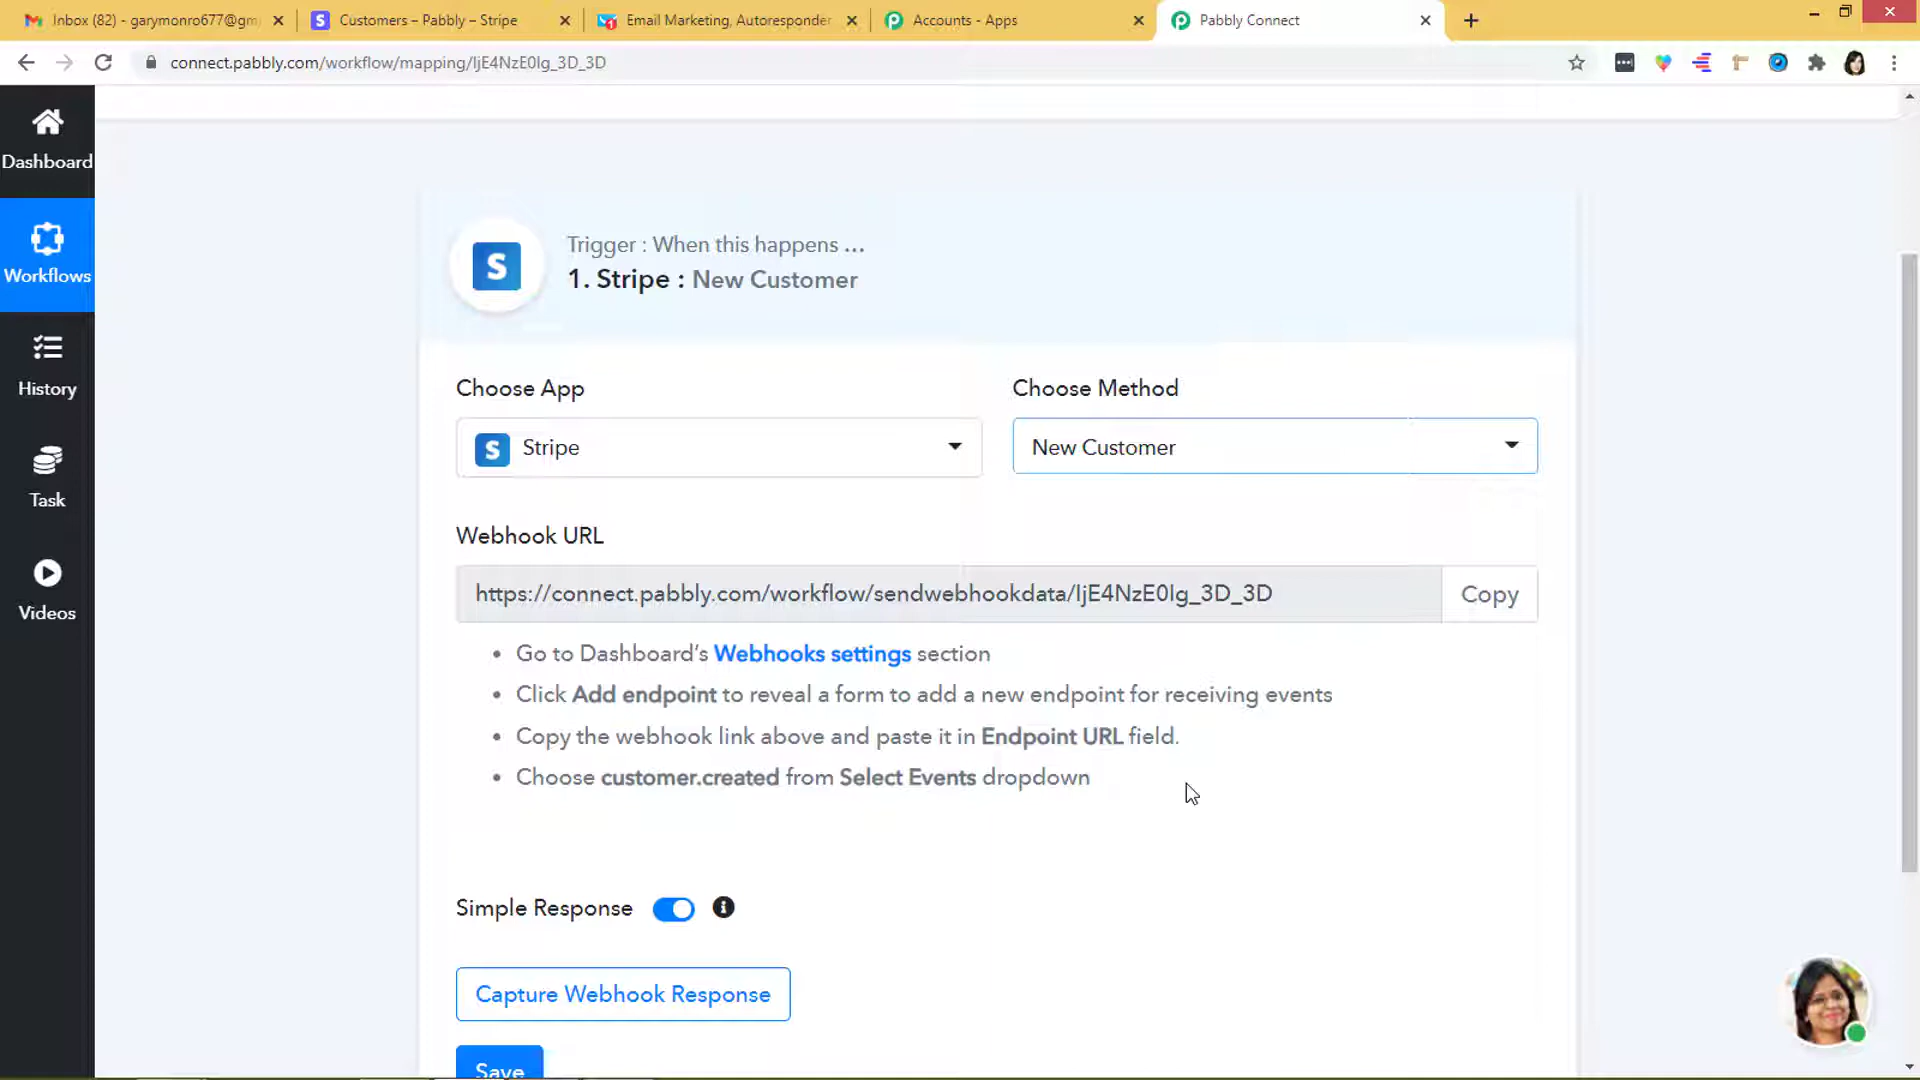 Inbox (82) - garymonro677@gm
Customers – Pabbly – Stripe
Email Marketing, Autoresponder
Accounts - Apps
Pabbly Connect
connect.pabbly.com/workflow/mapping/IjE4NzE0Ig_3D_3D
Dashboard
Workflows
History
Task
Videos
Trigger : When this happens ...
1. Stripe : New Customer
Choose App
Choose Method
S Stripe
New Customer
Webhook URL
https://connect.pabbly.com/workflow/sendwebhookdata/IjE4NzE0Ig_3D_3D
Copy
• Go to Dashboard's Webhooks settings section
• Click Add endpoint to reveal a form to add a new endpoint for receiving events
• Copy the webhook link above and paste it in Endpoint URL field.
• Choose customer.created from Select Events dropdown
Simple Response
Capture Webhook Response
Save